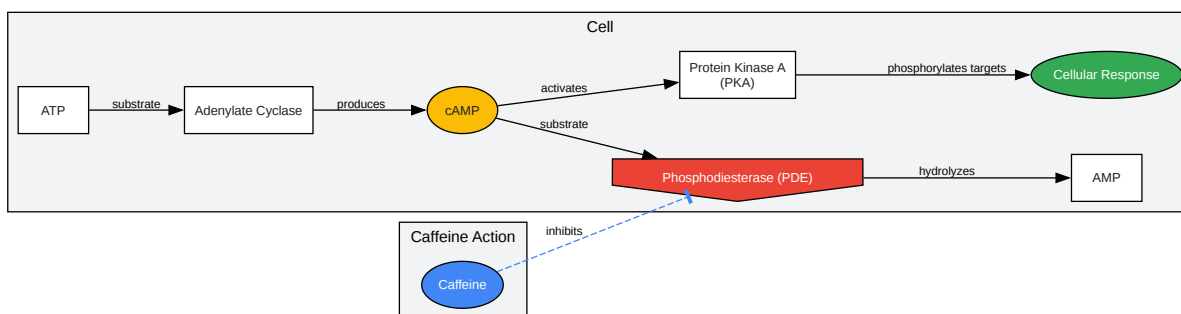 Cell
ATP
substrate
Adenylate Cyclase
produces
cAMP
activates
Protein Kinase A
(PKA)
phosphorylates targets
Cellular Response
substrate
Phosphodiesterase (PDE)
hydrolyzes
AMP
Caffeine Action
inhibits
Caffeine